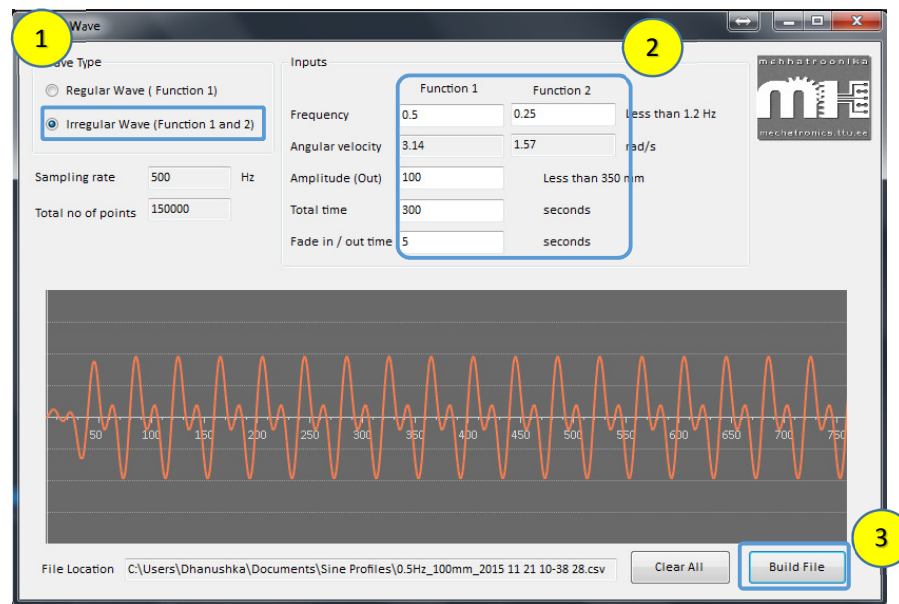 1
Wave
2
Wave Type
Regular Wave ( Function 1)
Irregular Wave (Function 1 and 2)
Sampling rate 500 Hz
Total no of points 150000
Inputs
Function 1 Function 2
Frequency 0.5 0.25 Less than 1.2 Hz
Angular velocity 3.14 1.57 rad/s
Amplitude (Out) 100 Less than 350 mm
Total time 300 seconds
Fade in / out time 5 seconds
mehhatroonika
mechatronics.ttu.ee
50 100 150 200 250 300 350 400 450 500 550 600 650 700 750
3
File Location C:\Users\Dhanushka\Documents\Sine Profiles\0.5Hz_100mm_2015 11 21 10-38 28.csv Clear All Build File